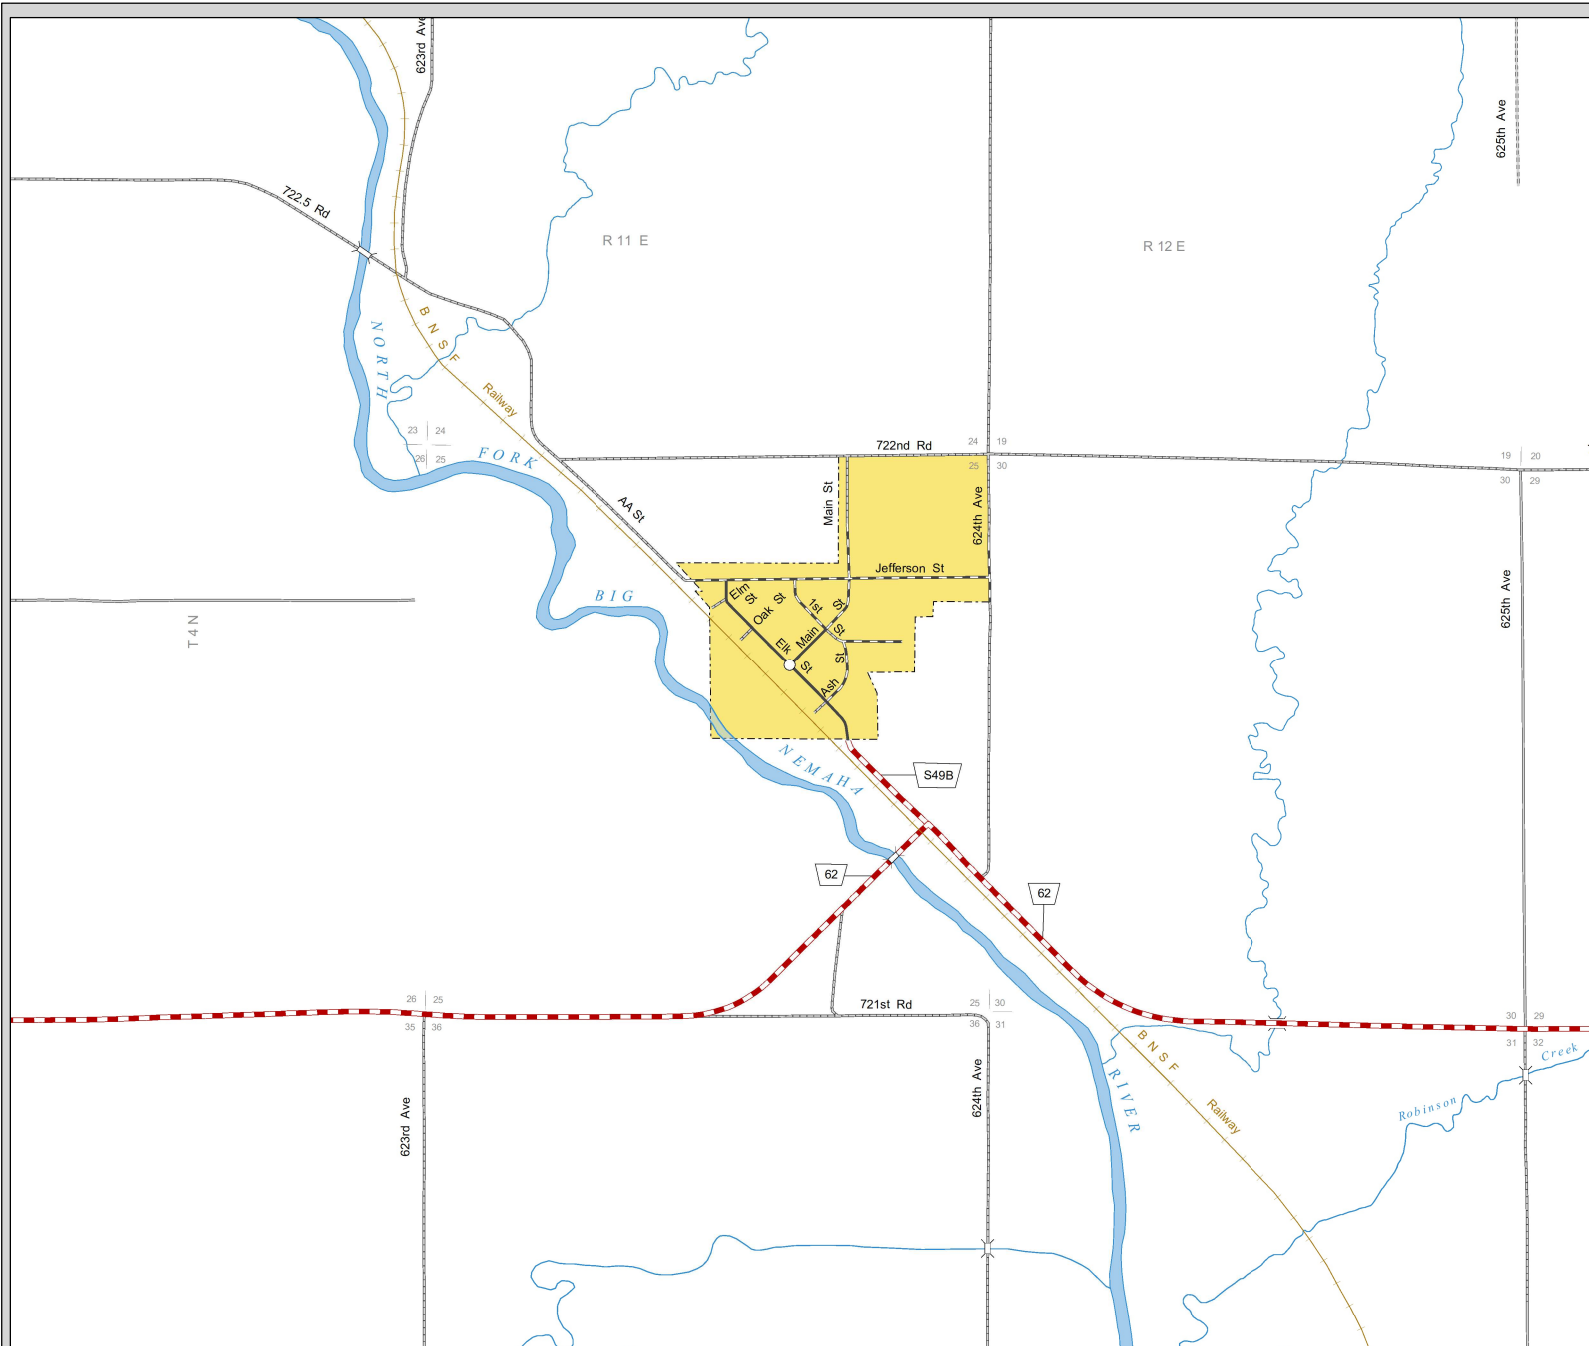 623rd Ave
625th Ave
722.5 Rd
R 11 E
R 12 E
BNSF
Railway
NORTH
23 24
26 25
FORK
722nd Rd
24 19
25 30
19 20
30 29
AA St
Main St
624th Ave
Jefferson St
625th Ave
BIG
T 4 N
Elm St
Oak St
1st St
Main St
Elk St
Ash St
NEMAHA
S49B
62
62
26 25
35 36
721st Rd
25 30
36 31
30 29
31 32
BNSF
Railway
RIVER
Robinson Creek
623rd Ave
624th Ave